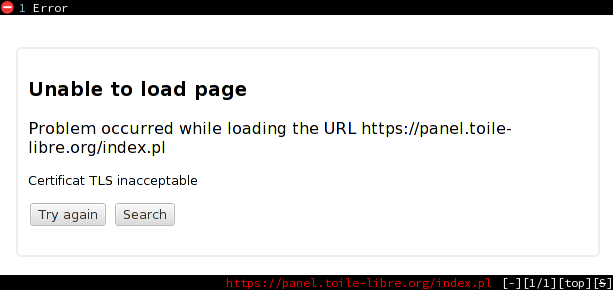 1 Error
Unable to load page
Problem occurred while loading the URL https://panel.toile-
libre.org/index.pl
Certificat TLS inacceptable
Try again Search
https://panel.toile-libre.org/index.pl [-][1/1][top][S]